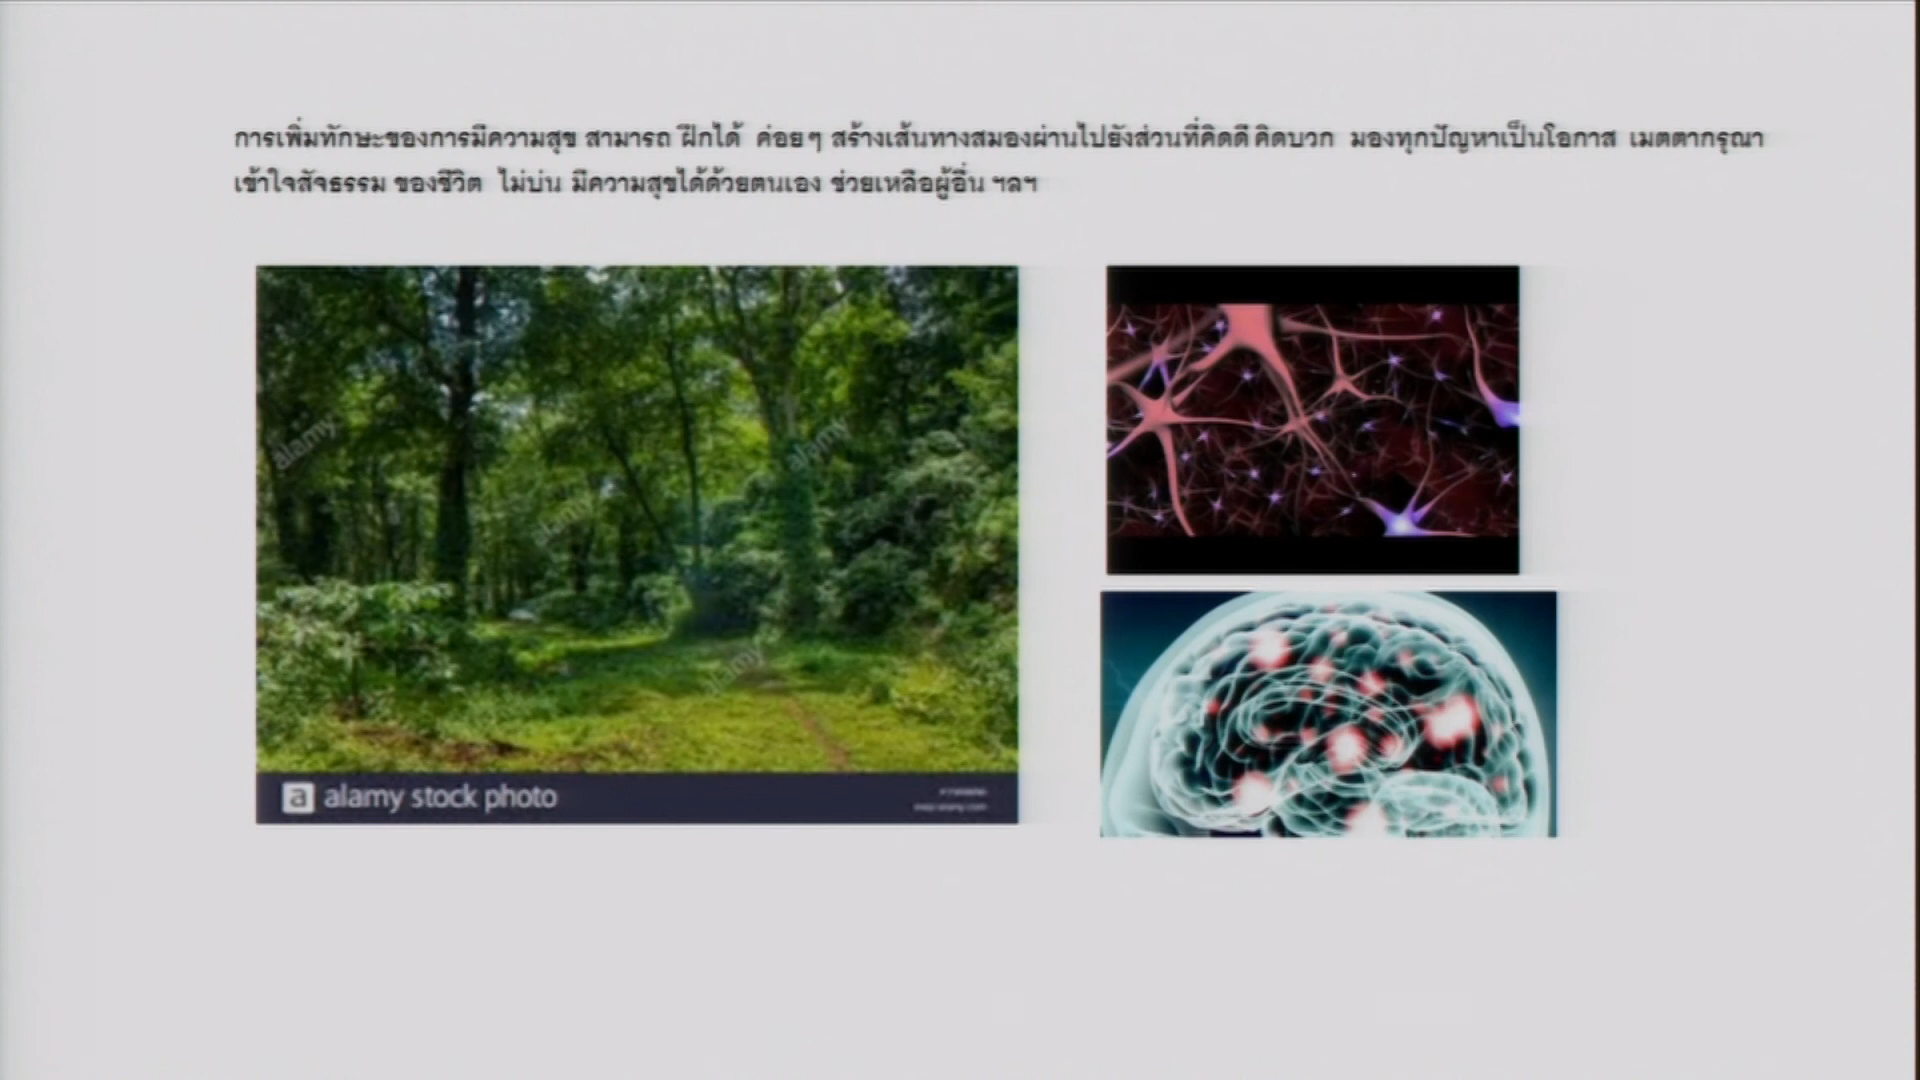 การเพิ่มทักษะของการมีความสุข สามารถ ฝึกได้ ค่อยๆ สร้างเส้นทางสมองผ่านไปยังส่วนที่คิดดี คิดบวก มองทุกปัญหาเป็นโอกาส เมตตากรุณา
เข้าใจสัจธรรม ของชีวิต ไม่บ่น มีความสุขได้ด้วยตนเอง ช่วยเหลือผู้อื่น ฯลฯ
alamy
alamy
alamy
alamy
a alamy stock photo